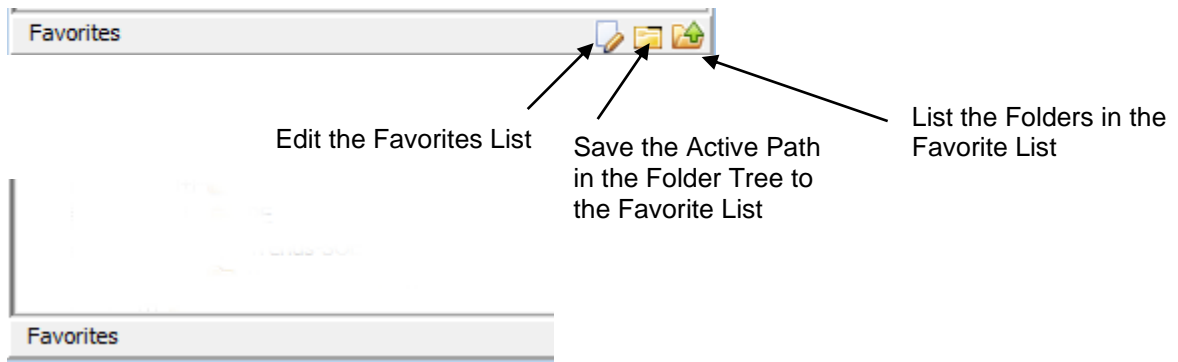 Favorites
Edit the Favorites List
Save the Active Path
in the Folder Tree to
the Favorite List
List the Folders in the
Favorite List
Favorites